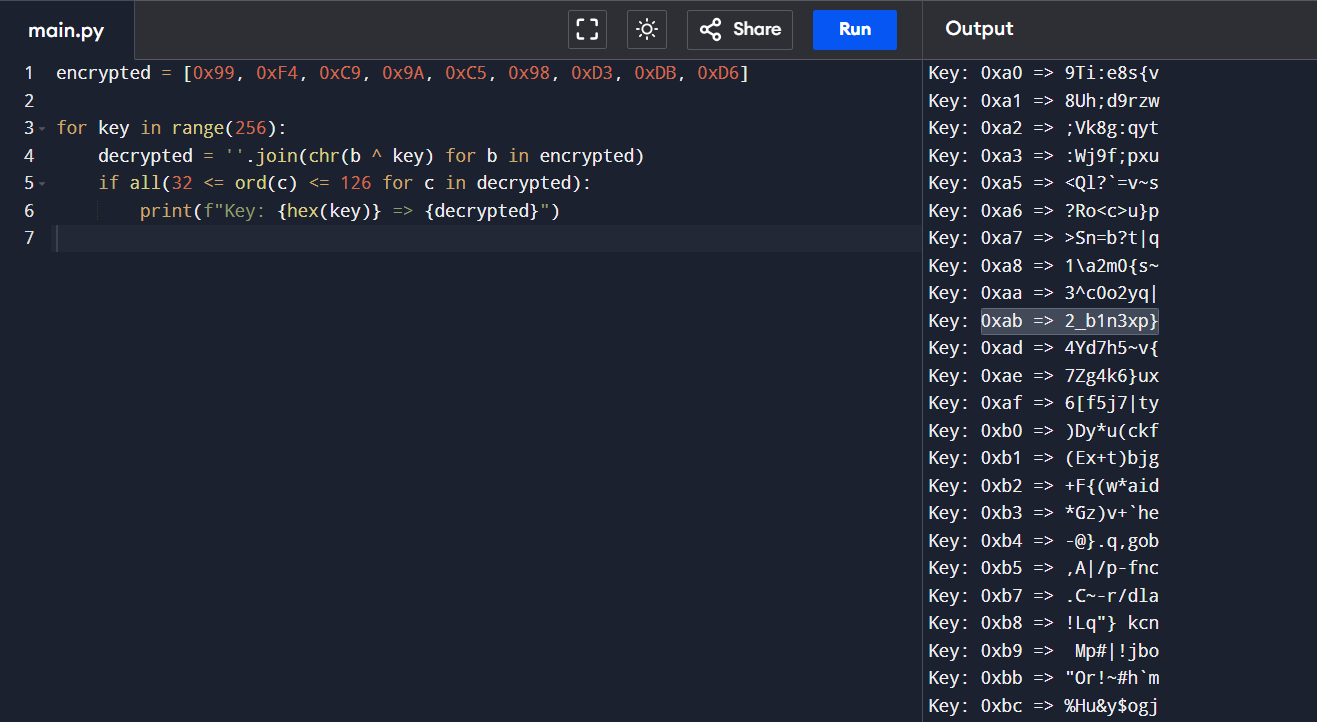 main.py
Share
Run
Output
1 encrypted = [0x99, 0xF4, 0xC9, 0x9A, 0xC5, 0x98, 0xD3, 0xDB, 0xD6]
2
3 for key in range(256):
4     decrypted = ''.join(chr(b ^ key) for b in encrypted)
5     if all(32 <= ord(c) <= 126 for c in decrypted):
6         print(f"Key: {hex(key)} => {decrypted}")
7
Key: 0xa0 => 9Ti:e8s{v
Key: 0xa1 => 8Uh;d9rzw
Key: 0xa2 => ;Vk8g:qyt
Key: 0xa3 => :Wj9f;pxu
Key: 0xa5 => <Ql?`=v~s
Key: 0xa6 => ?Ro<c>u}p
Key: 0xa7 => >Sn=b?t|q
Key: 0xa8 => 1\a2m0{s~
Key: 0xaa => 3^c0o2yq|
Key: 0xab => 2_b1n3xp}
Key: 0xad => 4Yd7h5~v{
Key: 0xae => 7Zg4k6}ux
Key: 0xaf => 6[f5j7|ty
Key: 0xb0 => )Dy*u(ckf
Key: 0xb1 => (Ex+t)bjg
Key: 0xb2 => +F{(w*aid
Key: 0xb3 => *Gz)v+`he
Key: 0xb4 => -@}.q,gob
Key: 0xb5 => ,A|/p-fnc
Key: 0xb7 => .C~-r/dla
Key: 0xb8 => !Lq"} kcn
Key: 0xb9 =>  Mp#|!jbo
Key: 0xbb => "Or!~#h`m
Key: 0xbc => %Hu&y$ogj